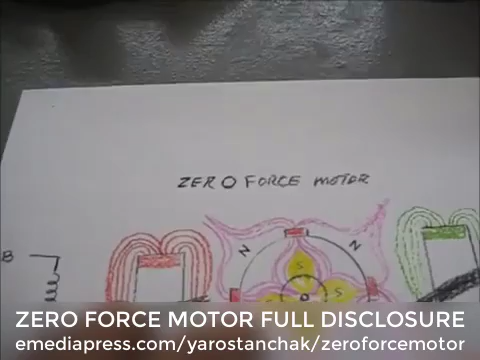 ZERO FORCE MOTOR
N N
S
B
ZERO FORCE MOTOR FULL DISCLOSURE
emediapress.com/yarostanchak/zeroforcemotor